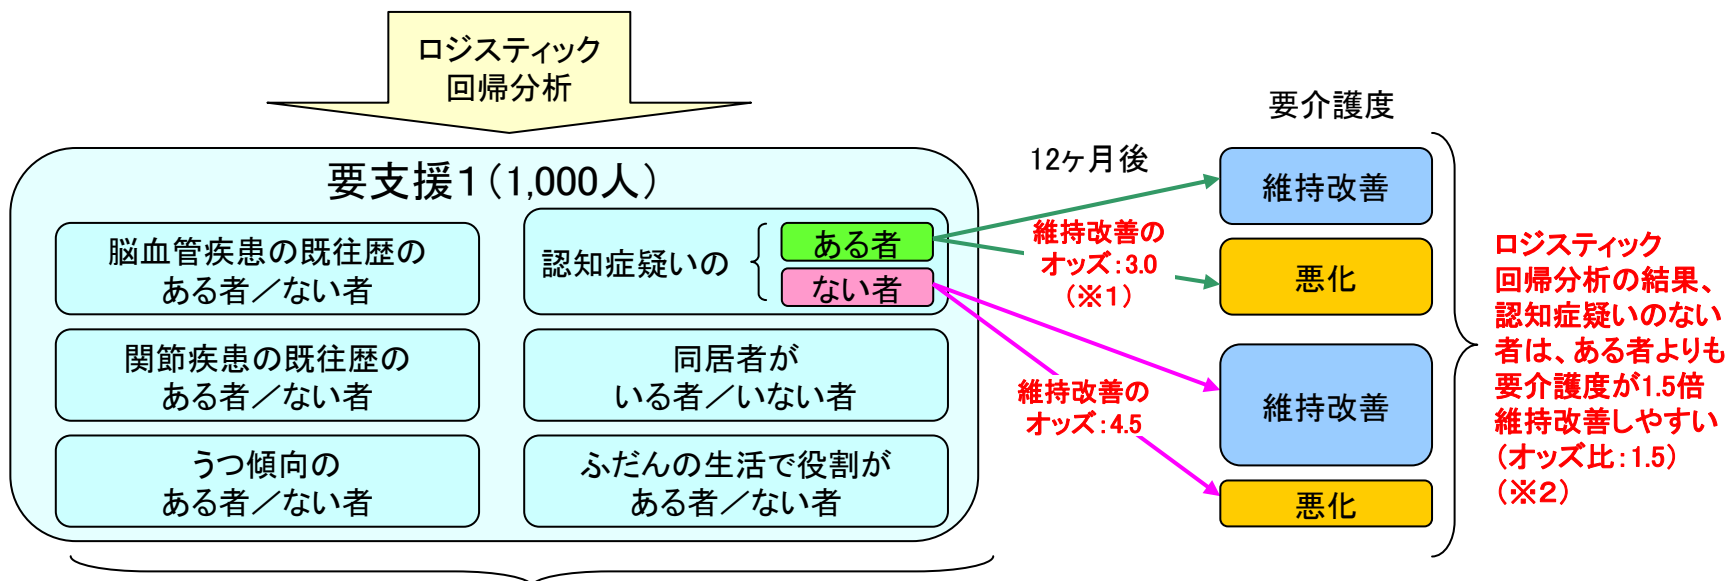 ロジスティック
回帰分析
要支援1(1,000人)
脳血管疾患の既往歴の
ある者/ない者
認知症疑いの
ある者
ない者
関節疾患の既往歴の
ある者/ない者
同居者が
いる者/いない者
うつ傾向の
ある者/ない者
ふだんの生活で役割が
ある者/ない者
12ヶ月後
維持改善の
オッズ:3.0
(※1)
維持改善の
オッズ:4.5
要介護度
維持改善
悪化
維持改善
悪化
ロジスティック
回帰分析の結果、
認知症疑いのない
者は、ある者よりも
要介護度が1.5倍
維持改善しやすい
(オッズ比:1.5)
(※2)